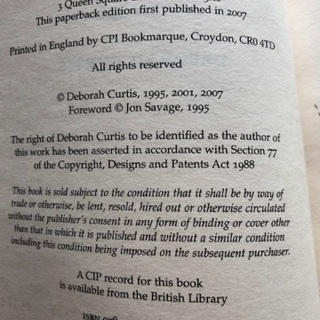 3 Queen Square
This paperback edition first published in 2007
Printed in England by CPI Bookmarque, Croydon, CR0 4TD
All rights reserved
© Deborah Curtis, 1995, 2001, 2007
Foreword © Jon Savage, 1995
The right of Deborah Curtis to be identified as the author of
this work has been asserted in accordance with Section 77
of the Copyright, Designs and Patents Act 1988
This book is sold subject to the condition that it shall be by way of
trade or otherwise, be lent, resold, hired out or otherwise circulated
without the publisher's consent in any form of binding or cover other
than that in which it is published and without a similar condition
including this condition being imposed on the subsequent purchaser.
A CIP record for this book
is available from the British Library
ISBN